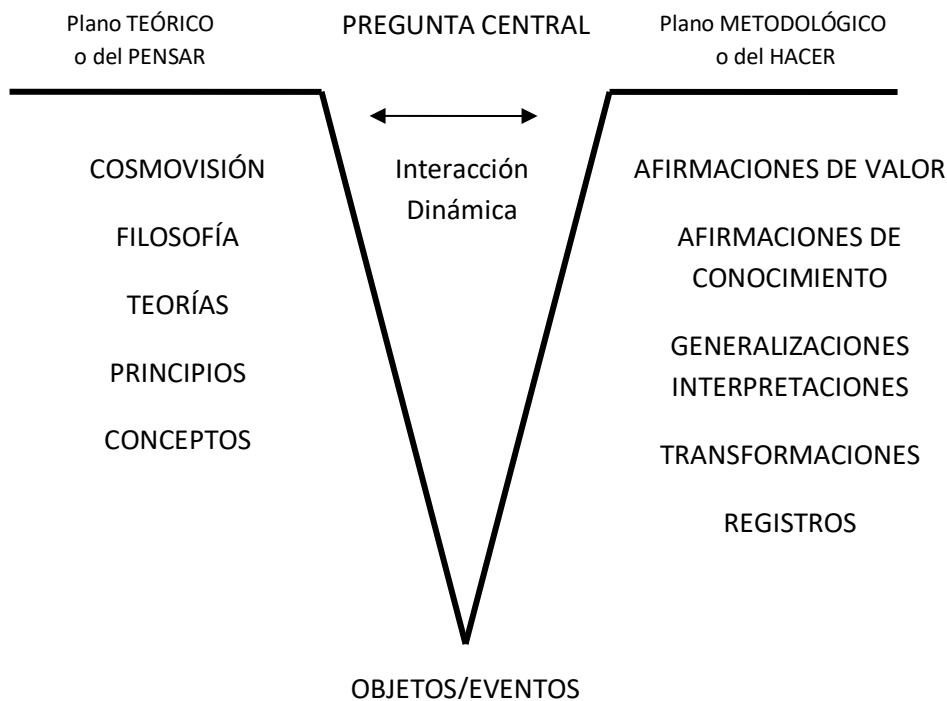 Plano TEÓRICO
o del PENSAR
PREGUNTA CENTRAL
Plano METODOLÓGICO
o del HACER
COSMOVISIÓN
FILOSOFÍA
TEORÍAS
PRINCIPIOS
CONCEPTOS
Interacción
Dinámica
AFIRMACIONES DE VALOR
AFIRMACIONES DE
CONOCIMIENTO
GENERALIZACIONES
INTERPRETACIONES
TRANSFORMACIONES
REGISTROS
OBJETOS/EVENTOS